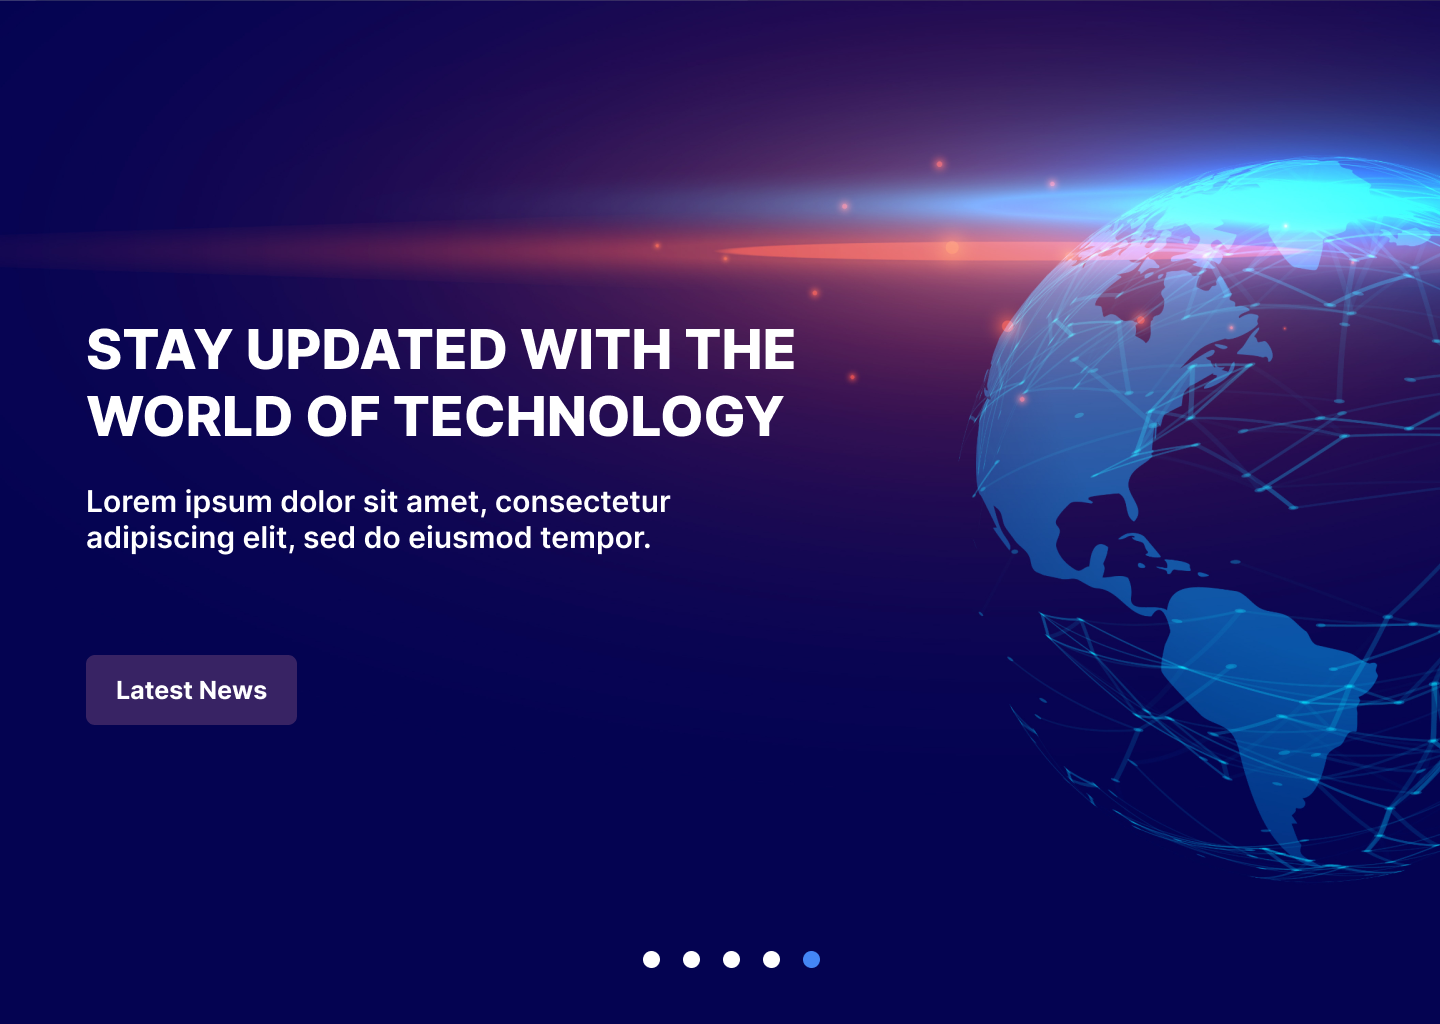 STAY UPDATED WITH THE
WORLD OF TECHNOLOGY
Lorem ipsum dolor sit amet, consectetur
adipiscing elit, sed do eiusmod tempor.
Latest News